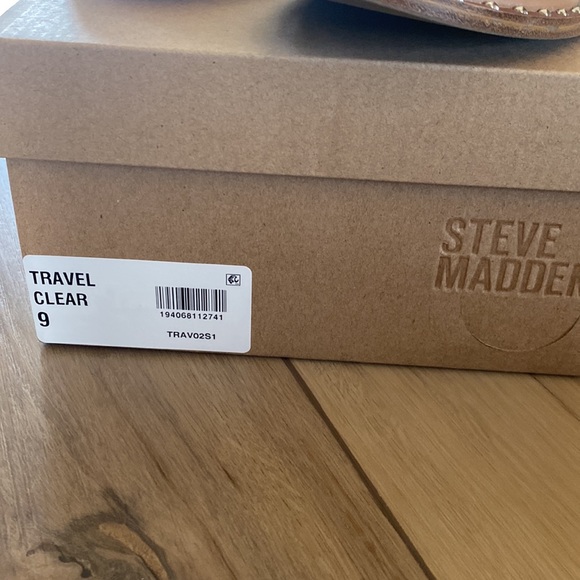 TRAVEL
CLEAR
9
194068112741
TRAV02S1
STEVE
MADDEN